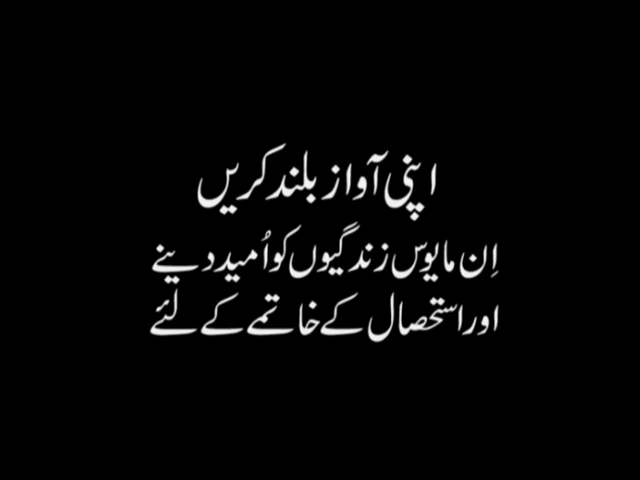 اپنی آواز بلند کریں
اِن مایوس زندگیوں کو اُمید دینے
اور استحصال کے خاتمے کے لئے